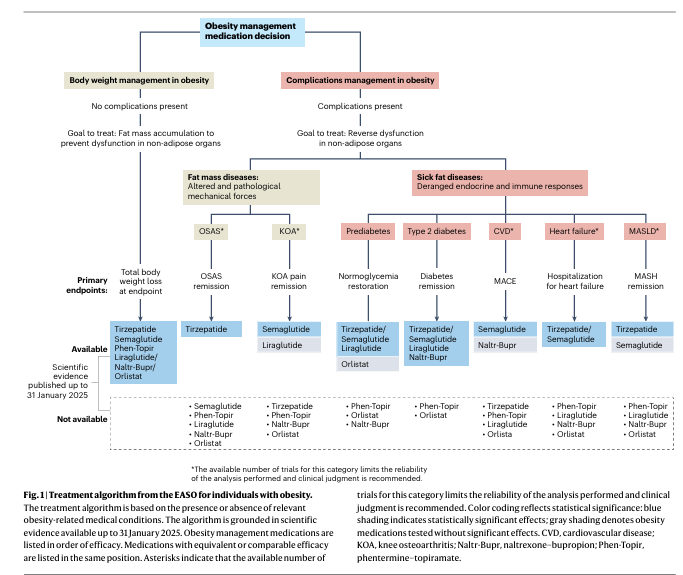 Obesity management
medication decision
Body weight management in obesity
Complications management in obesity
No complications present
Complications present
Goal to treat: Fat mass accumulation to
prevent dysfunction in non-adipose organs
Goal to treat: Reverse dysfunction
in non-adipose organs
Fat mass diseases:
Altered and pathological
mechanical forces
Sick fat diseases:
Deranged endocrine and immune responses
OSAS*
KOA*
Prediabetes
Type 2 diabetes
CVD*
Heart failure*
MASLD*
Primary
endpoints:
Total body
weight loss
at endpoint
OSAS
remission
KOA pain
remission
Normoglycemia
restoration
Diabetes
remission
MACE
Hospitalization
for heart failure
MASH
remission
Available
Tirzepatide
Semaglutide
Phen-Topir
Liraglutide/
Naltr-Bupr/
Orlistat
Tirzepatide
Semaglutide
Liraglutide
Tirzepatide/
Semaglutide
Liraglutide
Orlistat
Tirzepatide/
Semaglutide
Liraglutide
Naltr-Bupr
Semaglutide
Naltr-Bupr
Tirzepatide/
Semaglutide
Tirzepatide
Semaglutide
Scientific
evidence
published up to
31 January 2025
Not available
• Semaglutide
• Phen-Topir
• Liraglutide
• Naltr-Bupr
• Orlistat
• Tirzepatide
• Phen-Topir
• Naltr-Bupr
• Orlistat
• Phen-Topir
• Orlistat
• Naltr-Bupr
• Phen-Topir
• Orlistat
• Tirzepatide
• Phen-Topir
• Liraglutide
• Orlista
• Phen-Topir
• Liraglutide
• Naltr-Bupr
• Orlistat
• Phen-Topir
• Liraglutide
• Naltr-Bupr
• Orlistat
*The available number of trials for this category limits the reliability
of the analysis performed and clinical judgment is recommended.
Fig. 1 | Treatment algorithm from the EASO for individuals with obesity.
The treatment algorithm is based on the presence or absence of relevant
obesity-related medical conditions. The algorithm is grounded in scientific
evidence available up to 31 January 2025. Obesity management medications are
listed in order of efficacy. Medications with equivalent or comparable efficacy
are listed in the same position. Asterisks indicate that the available number of
trials for this category limits the reliability of the analysis performed and clinical
judgment is recommended. Color coding reflects statistical significance: blue
shading indicates statistically significant effects; gray shading denotes obesity
medications tested without significant effects. CVD, cardiovascular disease;
KOA, knee osteoarthritis; Naltr-Bupr, naltrexone–bupropion; Phen-Topir,
phentermine–topiramate.